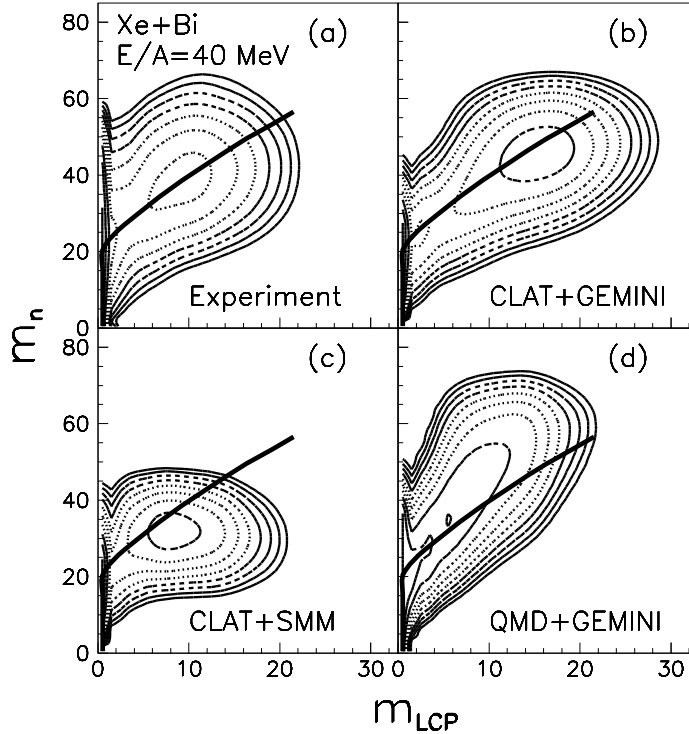 Xe+Bi
E/A=40 MeV
(a)
(b)
80
60
40
20
0
Experiment
CLAT+GEMINI
m_n
(c)
(d)
80
60
40
20
0
CLAT+SMM
QMD+GEMINI
0 10 20 30 0 10 20 30
m_LCP